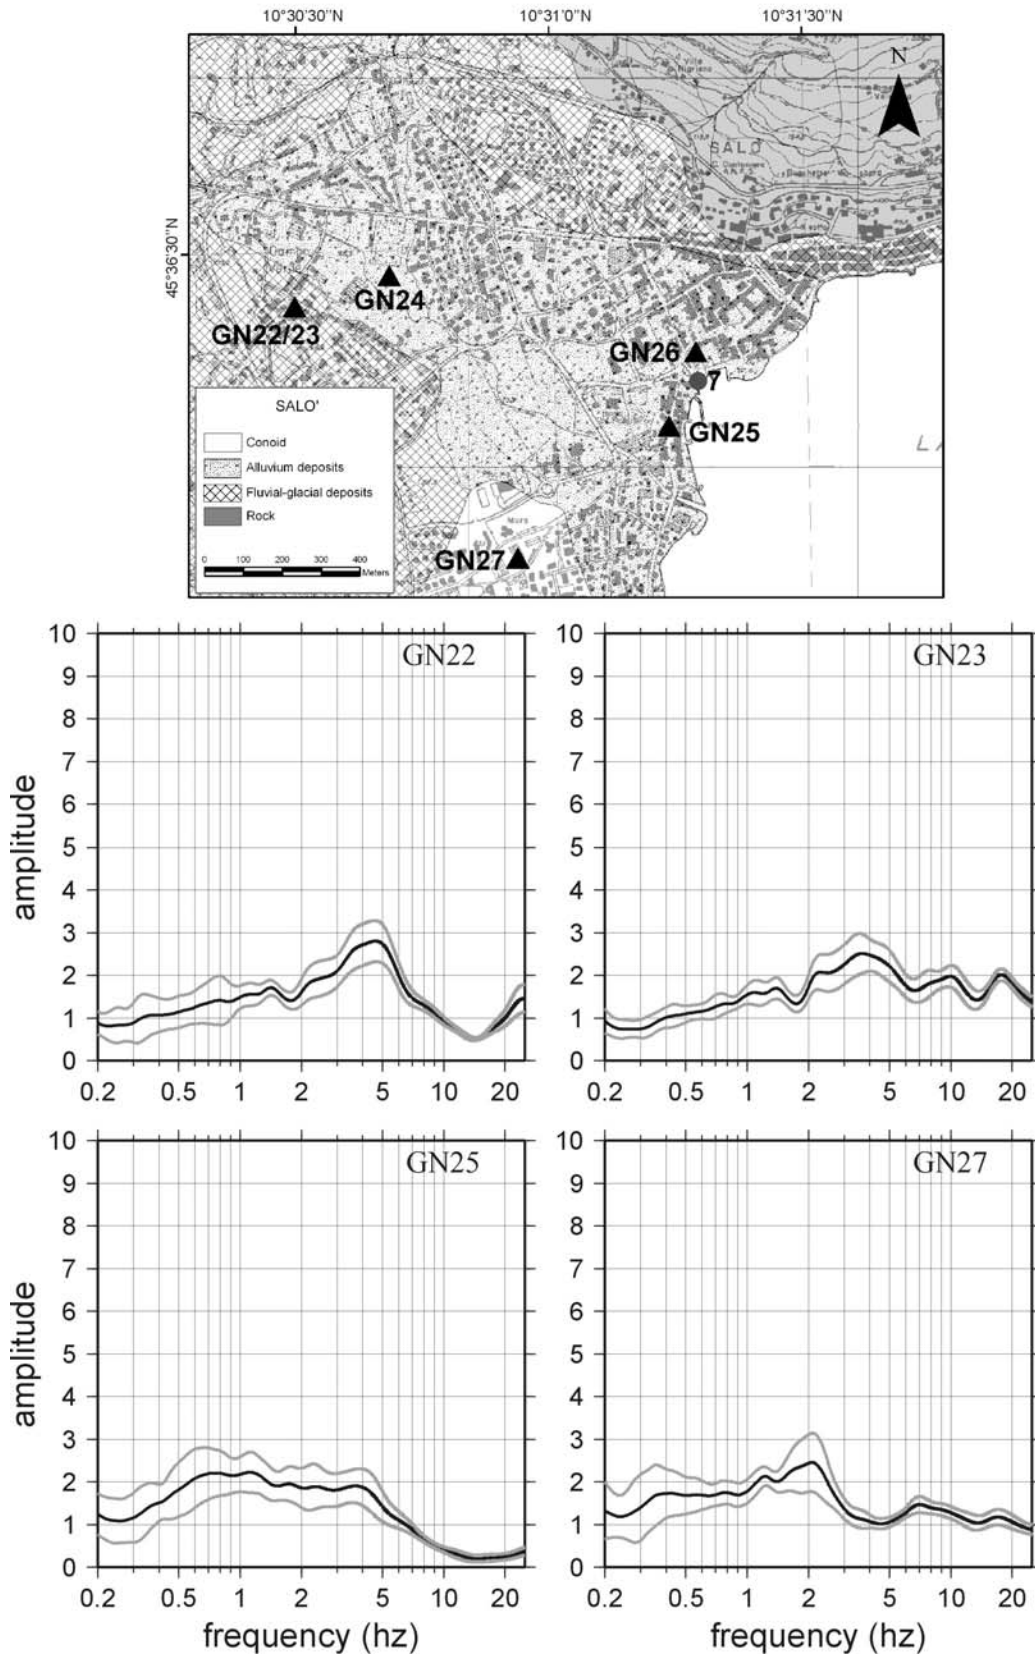 10°30'30"N 10°31'0"N 10°31'30"N
N
SALO'
45°36'30"N
GN24
GN22/23
GN26
7
GN25
GN27
SALO'
Conoid
Alluvium deposits
Fluvial-glacial deposits
Rock
0 100 200 300 400
Meters
GN22
10
9
8
7
6
5
4
3
2
1
0
amplitude
0.2 0.5 1 2 5 10 20
GN23
10
9
8
7
6
5
4
3
2
1
0
0.2 0.5 1 2 5 10 20
GN25
10
9
8
7
6
5
4
3
2
1
0
amplitude
0.2 0.5 1 2 5 10 20
frequency (hz)
GN27
10
9
8
7
6
5
4
3
2
1
0
0.2 0.5 1 2 5 10 20
frequency (hz)